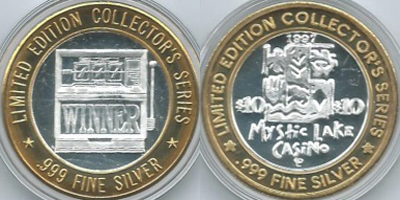 LIMITED EDITION COLLECTOR'S SERIES
777
WINNER
.999 FINE SILVER
LIMITED EDITION COLLECTOR'S SERIES
1997
$10 $10
MYSTIC LAKE
CASINO
.999 FINE SILVER